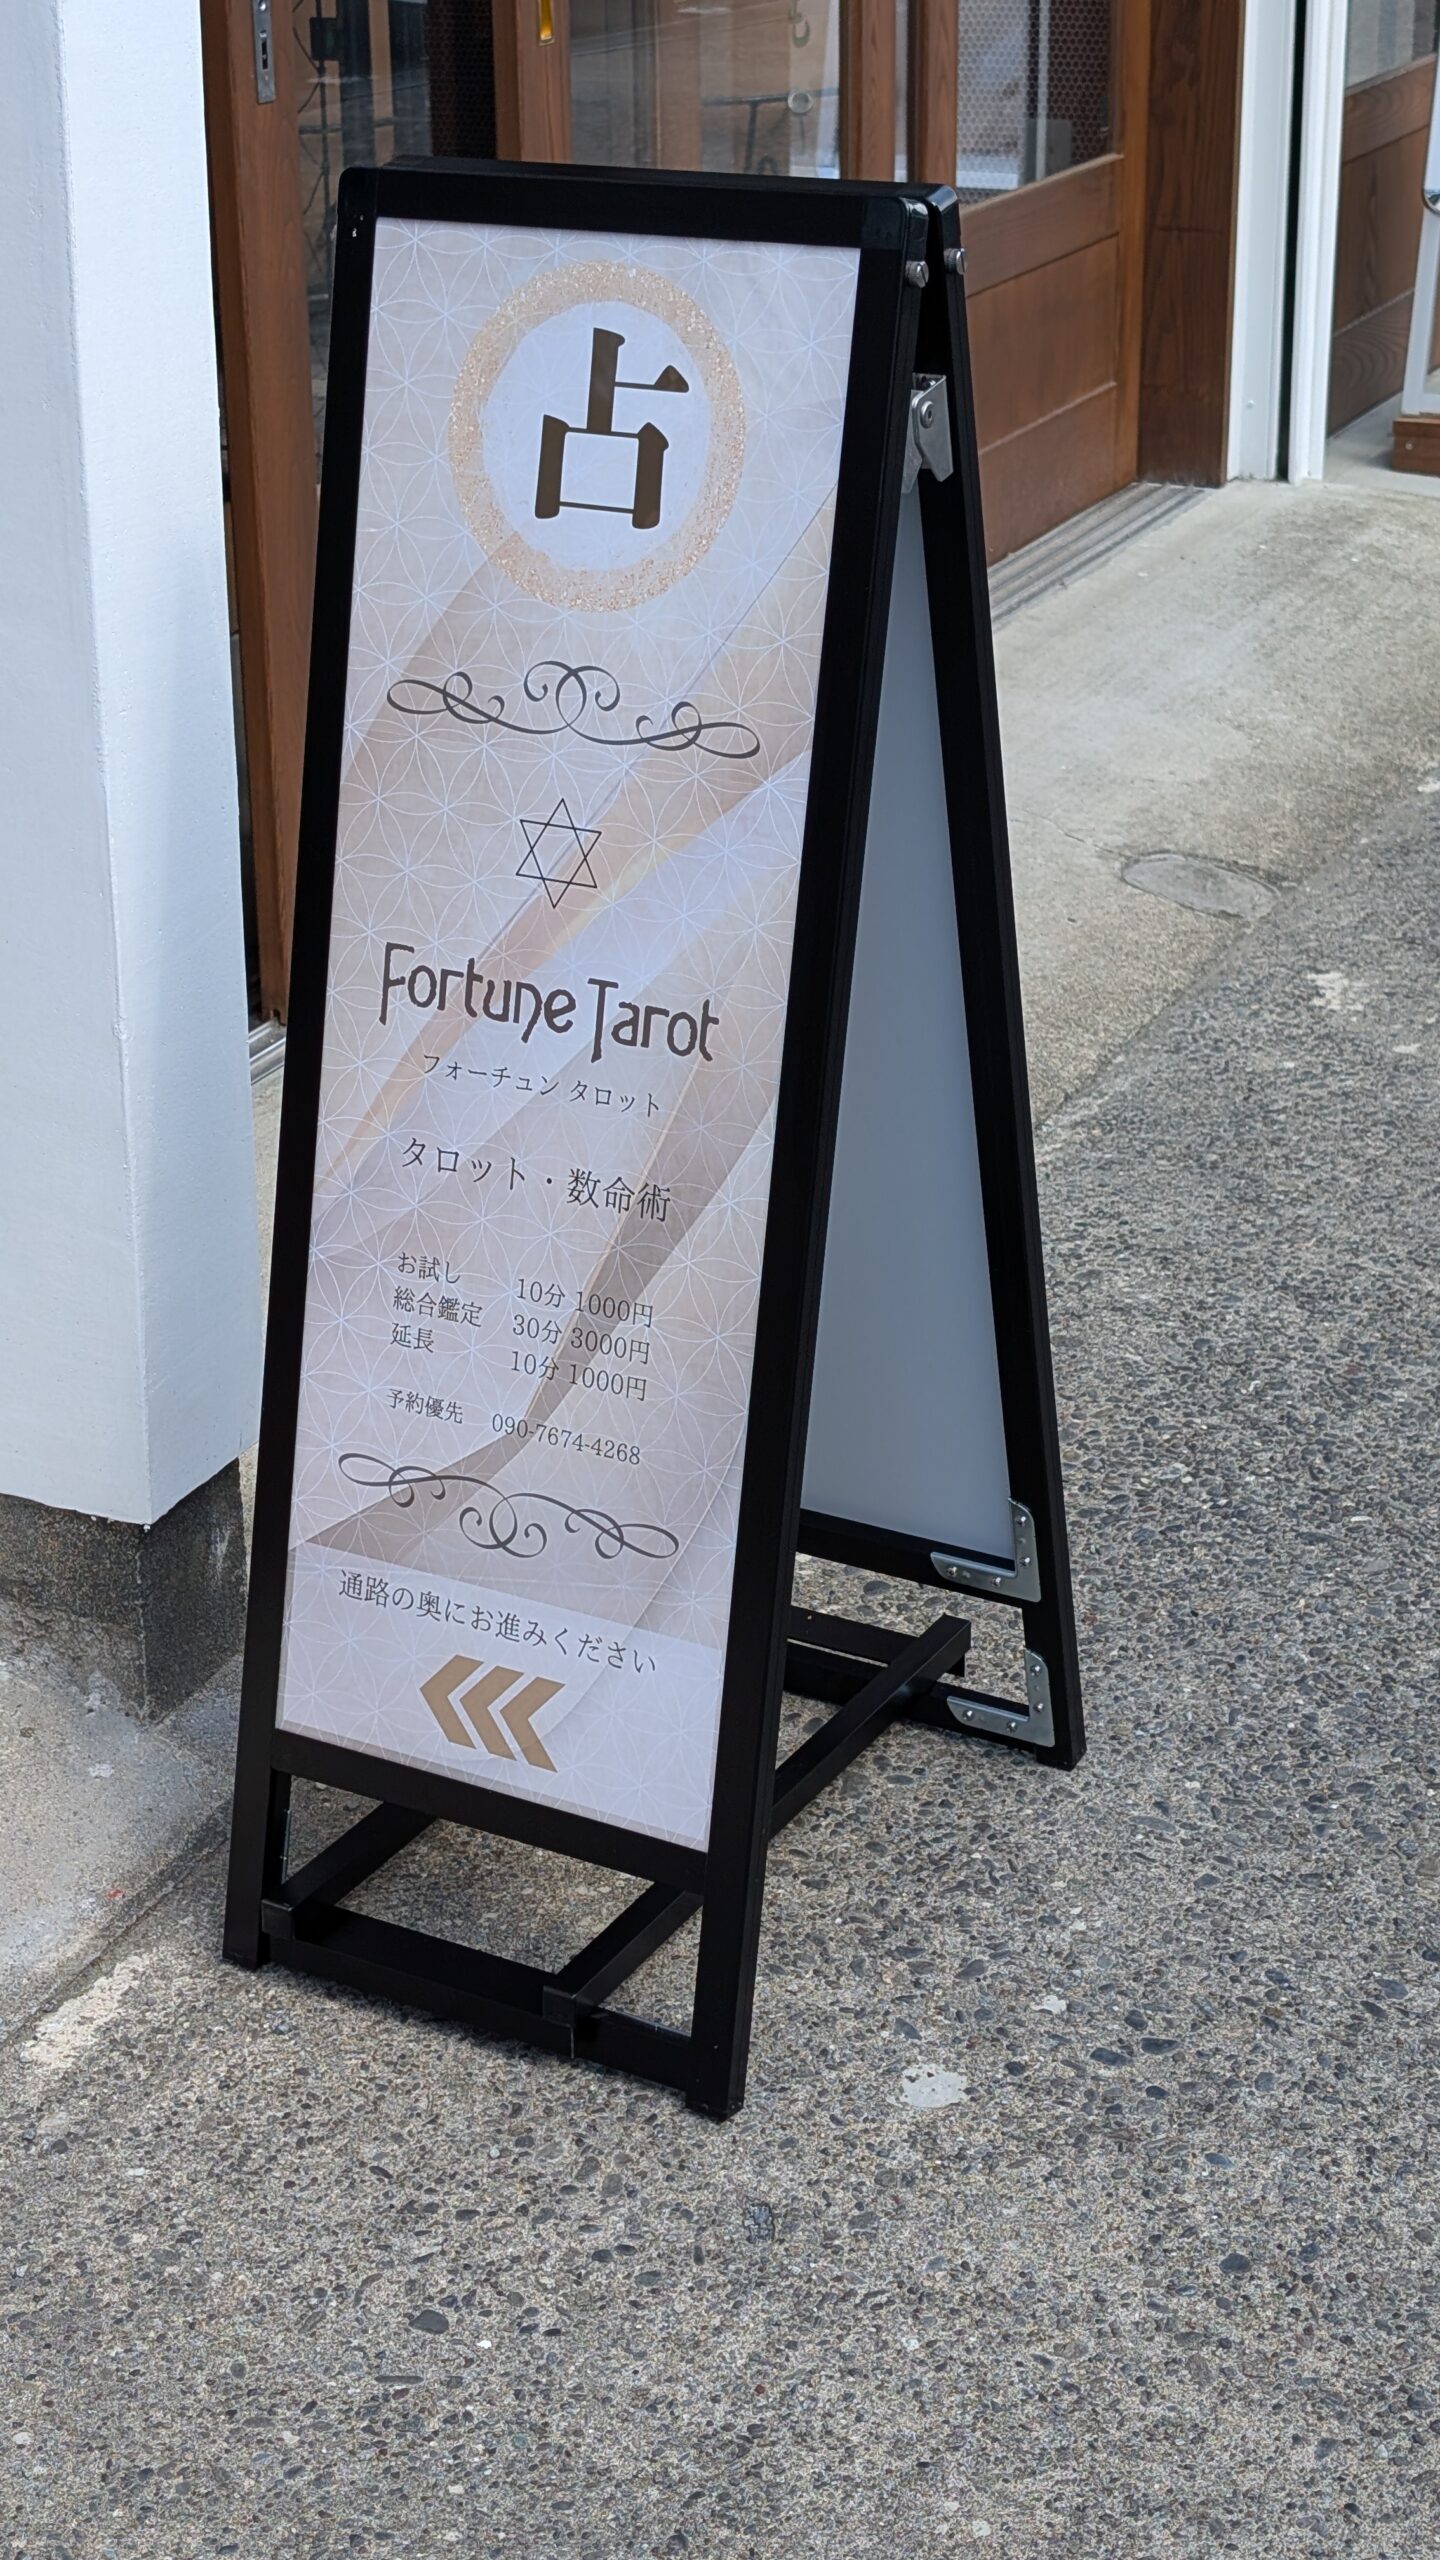 占
Fortune Tarot
フォーチュン タロット
タロット・数命術
お試し 10分 1000円
総合鑑定 30分 3000円
延長 10分 1000円
予約優先 090-7674-4268
通路の奥にお進みください